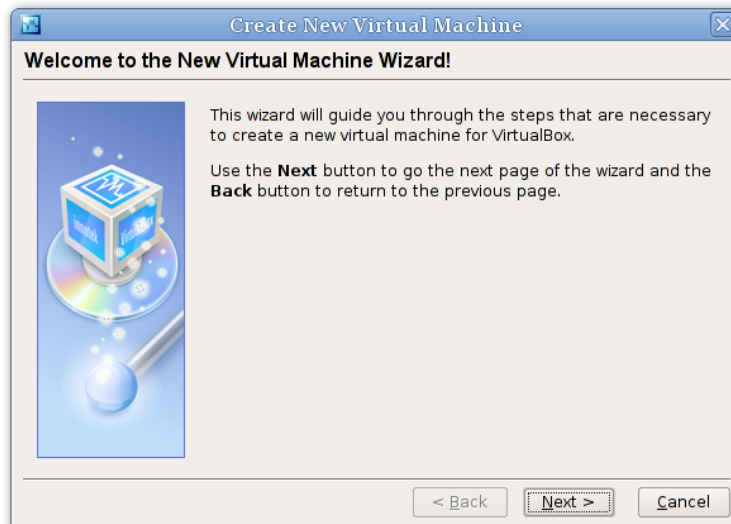 Create New Virtual Machine
Welcome to the New Virtual Machine Wizard!
This wizard will guide you through the steps that are necessary
to create a new virtual machine for VirtualBox.
Use the Next button to go the next page of the wizard and the
Back button to return to the previous page.
innotek
VirtualBox
< Back
Next >
Cancel